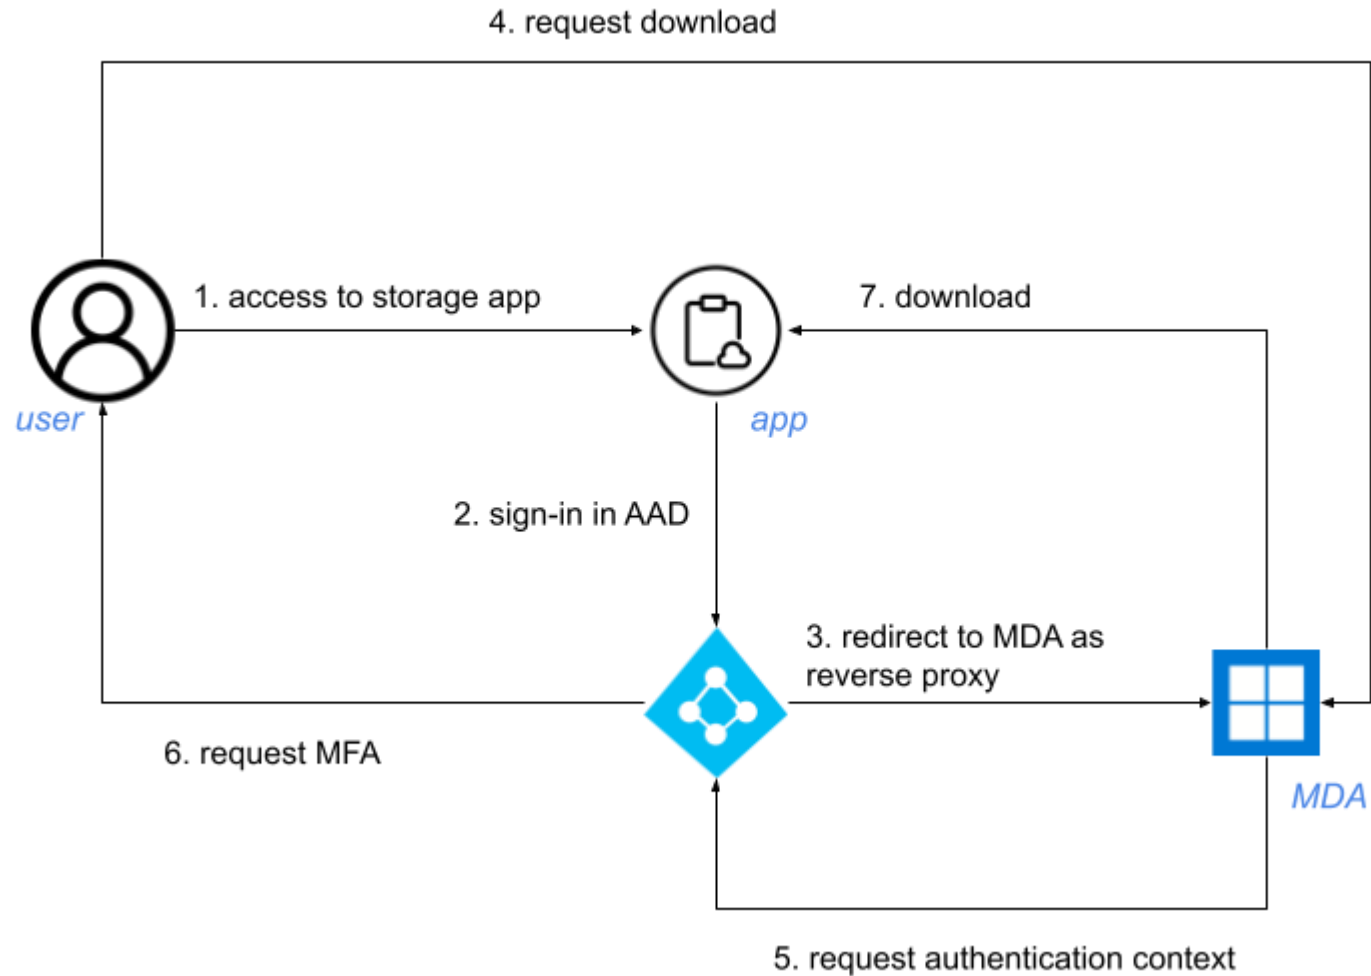 4. request download
1. access to storage app
7. download
user
app
2. sign-in in AAD
3. redirect to MDA as
reverse proxy
6. request MFA
MDA
5. request authentication context